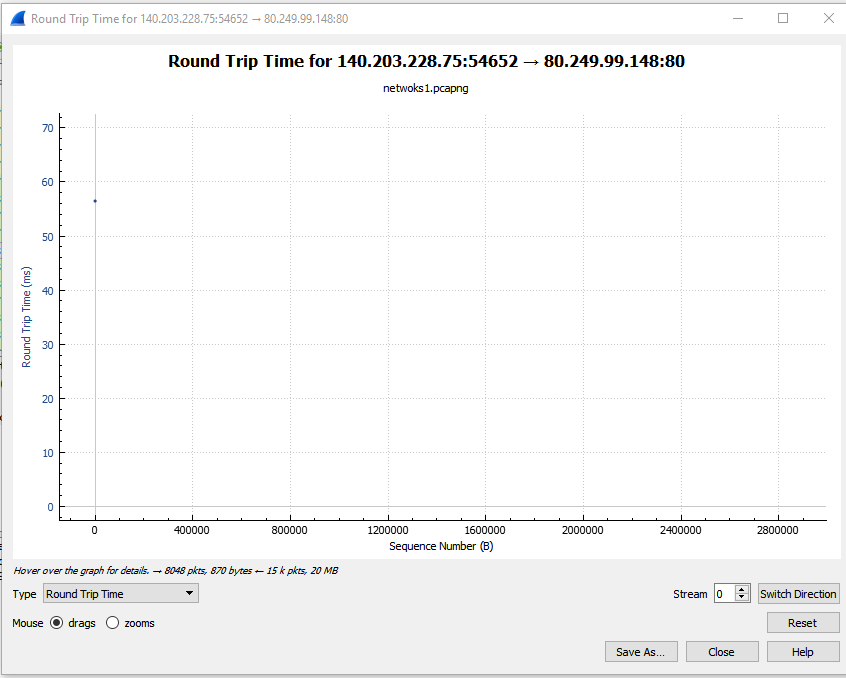 Round Trip Time for 140.203.228.75:54652 → 80.249.99.148:80
Round Trip Time for 140.203.228.75:54652 → 80.249.99.148:80
netwoks1.pcapng
70
60
50
40
30
20
10
0
Round Trip Time (ms)
0 400000 800000 1200000 1600000 2000000 2400000 2800000
Sequence Number (B)
Hover over the graph for details. → 8048 pkts, 870 bytes ← 15 k pkts, 20 MB
Type Round Trip Time Stream 0 Switch Direction
Mouse drags zooms Reset
Save As... Close Help